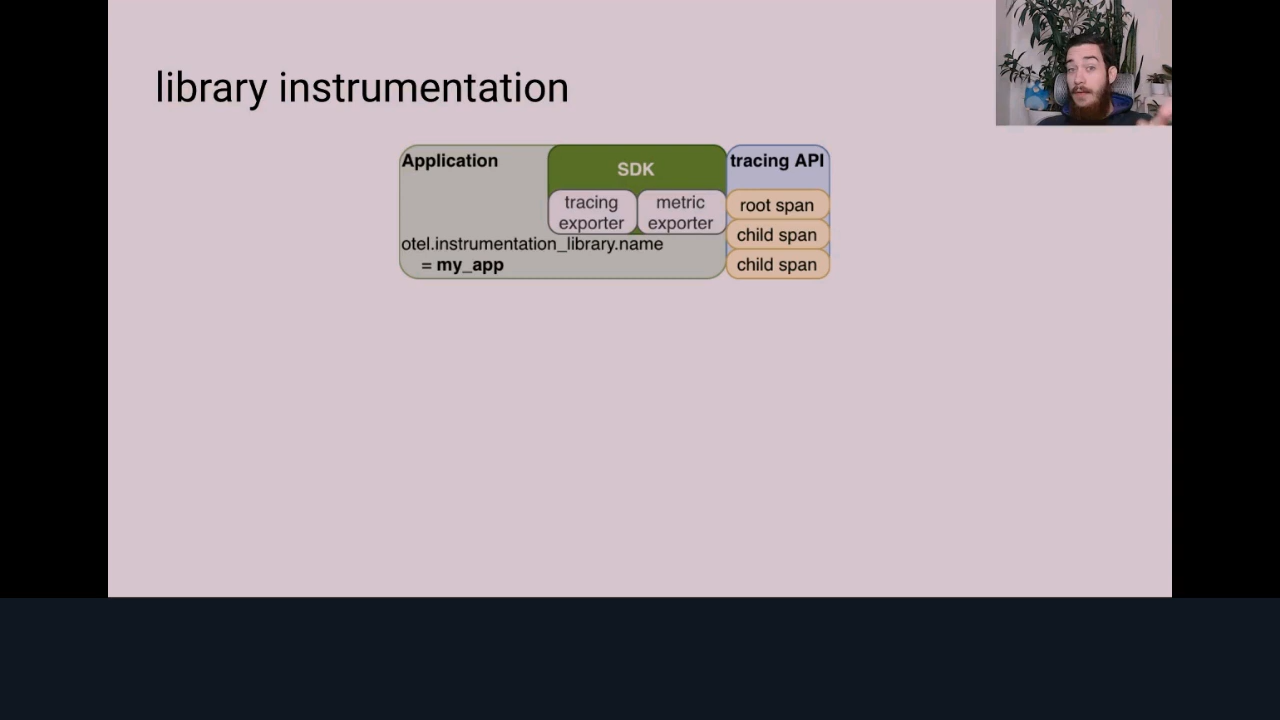 library instrumentation
Application
SDK
tracing API
tracing
exporter
metric
exporter
root span
child span
child span
otel.instrumentation_library.name
= my_app